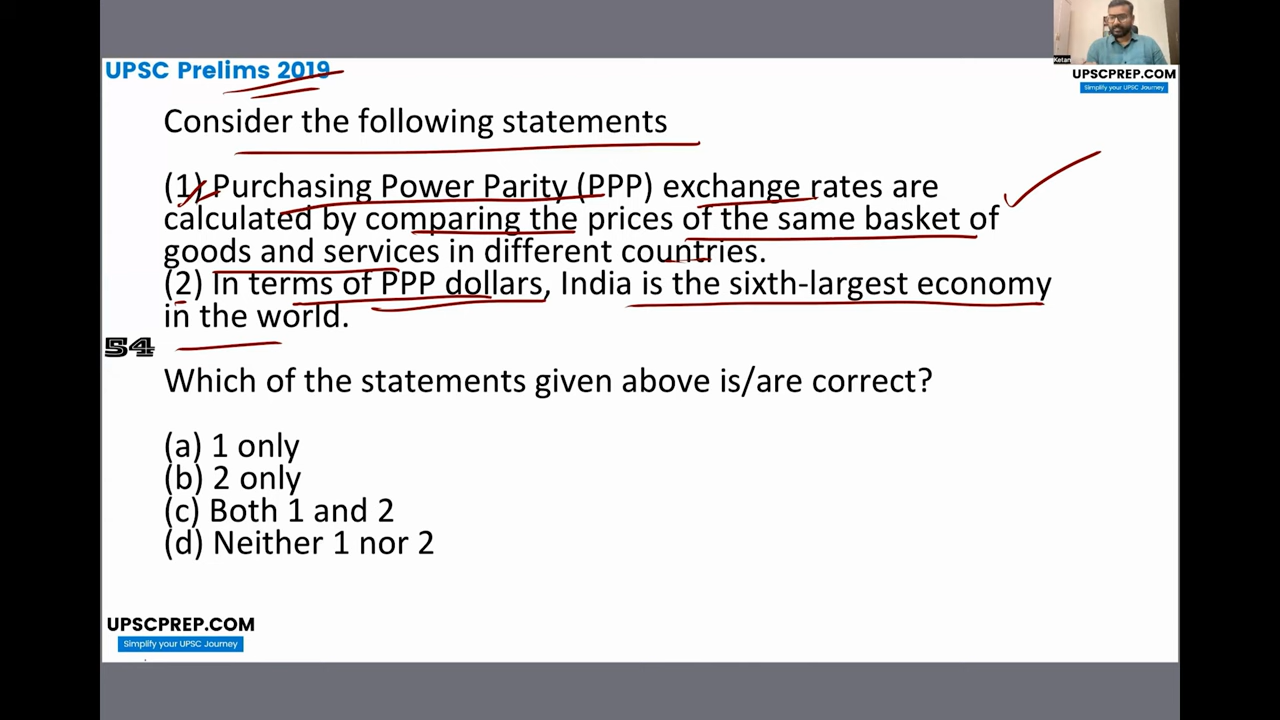 UPSC Prelims 2019
Ketan
UPSCPREP.COM
Simplify your UPSC Journey
Consider the following statements
(1) Purchasing Power Parity (PPP) exchange rates are
calculated by comparing the prices of the same basket of
goods and services in different countries.
(2) In terms of PPP dollars, India is the sixth-largest economy
in the world.
54
Which of the statements given above is/are correct?
(a) 1 only
(b) 2 only
(c) Both 1 and 2
(d) Neither 1 nor 2
UPSCPREP.COM
Simplify your UPSC Journey